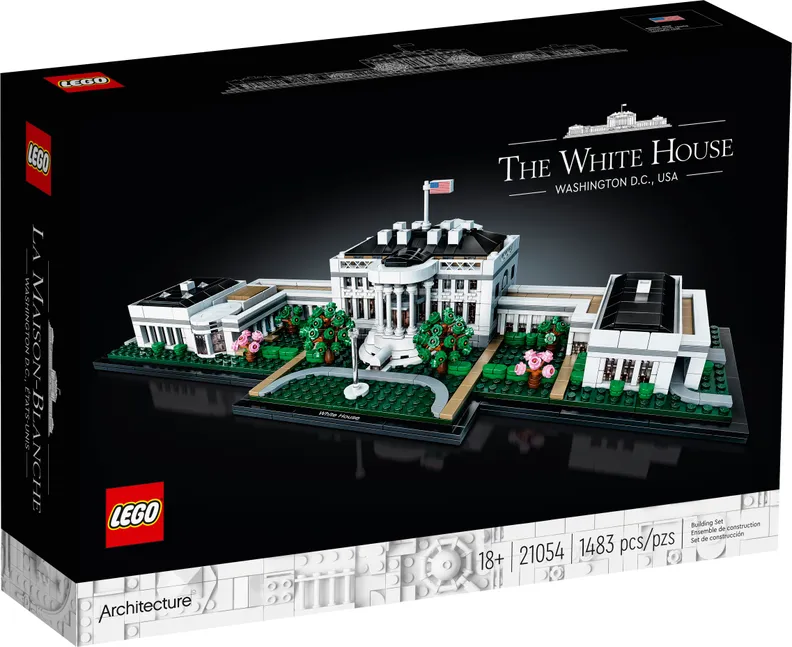 LEGO
LEGO
LA MAISON-BLANCHE
WASHINGTON D.C., ÉTATS-UNIS
THE WHITE HOUSE
WASHINGTON D.C., USA
White House
LEGO
18+
21054
1483 pcs/pzs
Building Set
Ensemble de construction
Set de construcción
Architecture